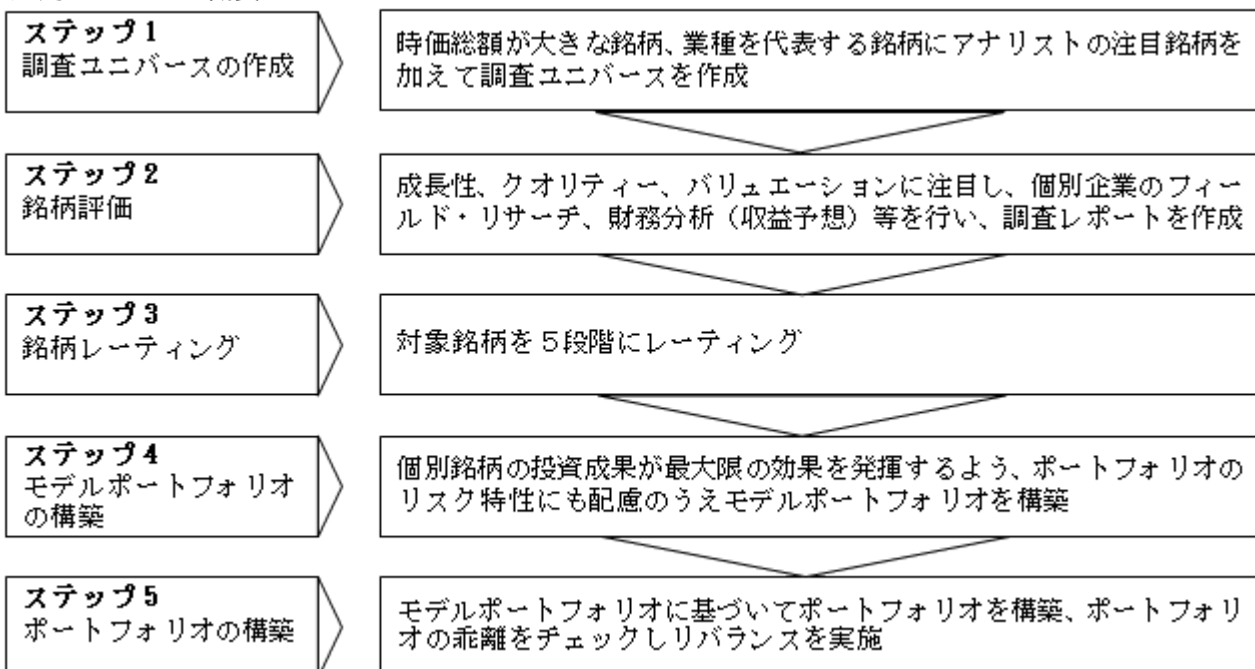 ステップ1
調査ユニバースの作成
時価総額が大きな銘柄、業種を代表する銘柄にアナリストの注目銘柄を
加えて調査ユニバースを作成
ステップ2
銘柄評価
成長性、クオリティー、バリュエーションに注目し、個別企業のフィー
ルド・リサーチ、財務分析(収益予想)等を行い、調査レポートを作成
ステップ3
銘柄レーティング
対象銘柄を5段階にレーティング
ステップ4
モデルポートフォリオ
の構築
個別銘柄の投資成果が最大限の効果を発揮するよう、ポートフォリオの
リスク特性にも配慮のうえモデルポートフォリオを構築
ステップ5
ポートフォリオの構築
モデルポートフォリオに基づいてポートフォリオを構築、ポートフォリ
オの乖離をチェックしリバランスを実施